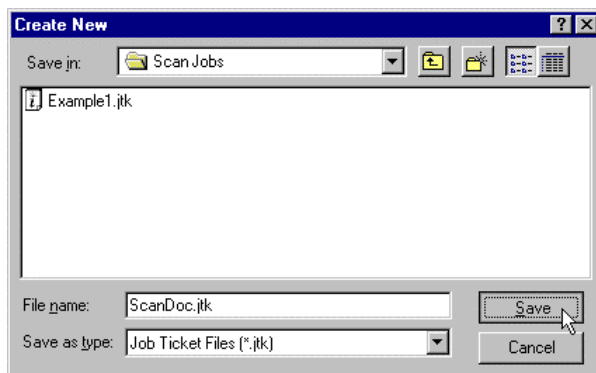 Create New
Save in: Scan Jobs
Example1.jtk
File name: ScanDoc.jtk Save
Save as type: Job Ticket Files (*.jtk) Cancel